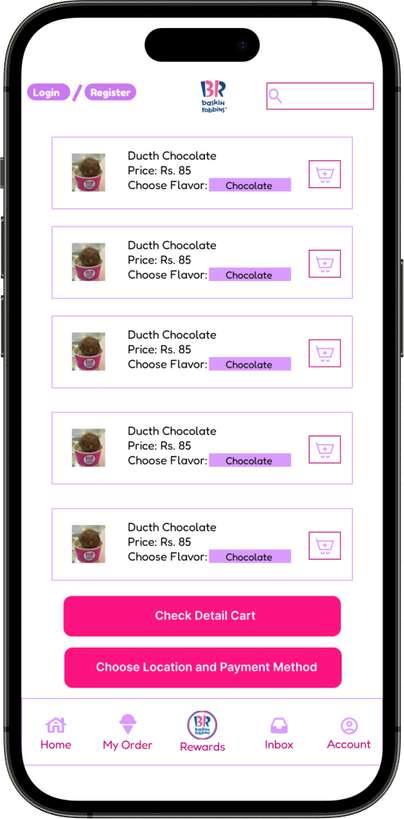 Login / Register
BR
baskin
robbins
Ducth Chocolate
Price: Rs. 85
Choose Flavor: Chocolate
Ducth Chocolate
Price: Rs. 85
Choose Flavor: Chocolate
Ducth Chocolate
Price: Rs. 85
Choose Flavor: Chocolate
Ducth Chocolate
Price: Rs. 85
Choose Flavor: Chocolate
Ducth Chocolate
Price: Rs. 85
Choose Flavor: Chocolate
Check Detail Cart
Choose Location and Payment Method
BR
baskin
robbins
Home My Order Rewards Inbox Account